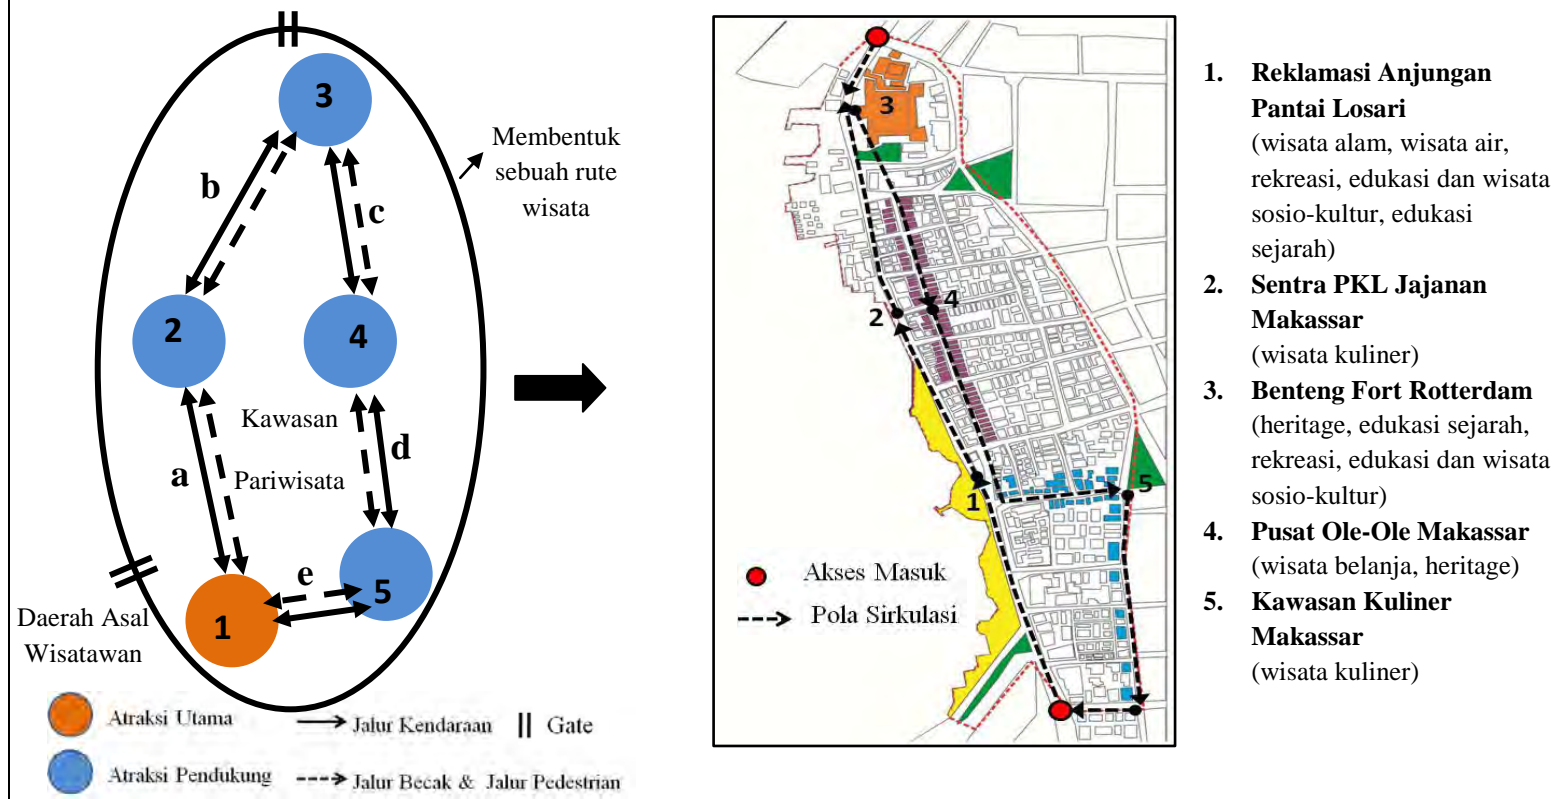 3
b
c
2
4
Kawasan
a
Pariwisata
d
e
5
1
Daerah Asal
Wisatawan
Membentuk
sebuah rute
wisata
Atraksi Utama
Jalur Kendaraan
Gate
Atraksi Pendukung
Jalur Becak & Jalur Pedestrian
3
4
2
1
5
Akses Masuk
Pola Sirkulasi
1. Reklamasi Anjungan
Pantai Losari
(wisata alam, wisata air,
rekreasi, edukasi dan wisata
sosio-kultur, edukasi
sejarah)
2. Sentra PKL Jajanan
Makassar
(wisata kuliner)
3. Benteng Fort Rotterdam
(heritage, edukasi sejarah,
rekreasi, edukasi dan wisata
sosio-kultur)
4. Pusat Ole-Ole Makassar
(wisata belanja, heritage)
5. Kawasan Kuliner
Makassar
(wisata kuliner)